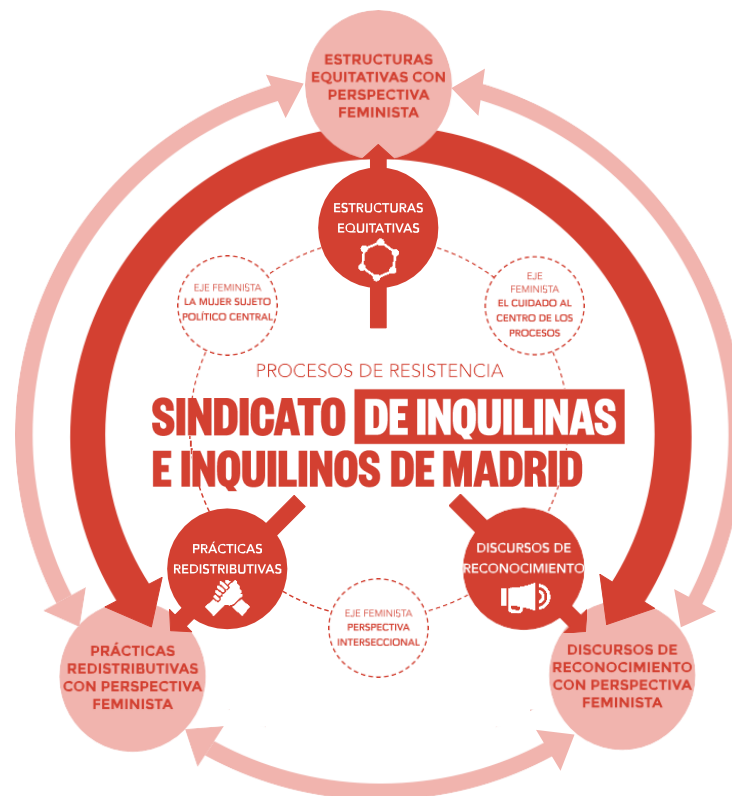 ESTRUCTURAS
EQUITATIVAS CON
PERSPECTIVA
FEMINISTA
ESTRUCTURAS
EQUITATIVAS
EJE FEMINISTA
LA MUJER SUJETO
POLÍTICO CENTRAL
EJE
FEMINISTA
EL CUIDADO AL
CENTRO DE LOS
PROCESOS
PROCESOS DE RESISTENCIA
SINDICATO DE INQUILINAS
E INQUILINOS DE MADRID
PRÁCTICAS
REDISTRIBUTIVAS
DISCURSOS DE
RECONOCIMIENTO
EJE FEMINISTA
PERSPECTIVA
INTERSECCIONAL
PRÁCTICAS
REDISTRIBUTIVAS
CON PERSPECTIVA
FEMINISTA
DISCURSOS DE
RECONOCIMIENTO
CON PERSPECTIVA
FEMINISTA